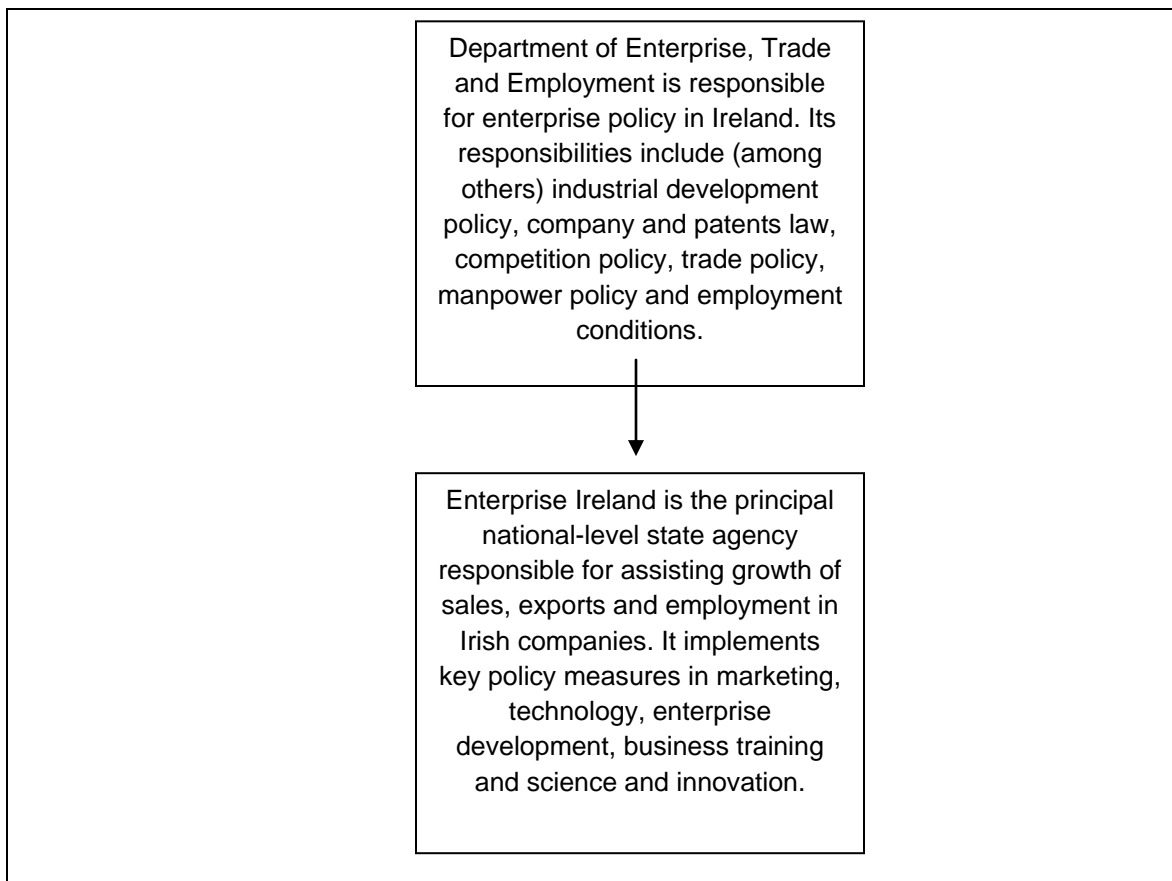 Department of Enterprise, Trade
and Employment is responsible
for enterprise policy in Ireland. Its
responsibilities include (among
others) industrial development
policy, company and patents law,
competition policy, trade policy,
manpower policy and employment
conditions.
Enterprise Ireland is the principal
national-level state agency
responsible for assisting growth of
sales, exports and employment in
Irish companies. It implements
key policy measures in marketing,
technology, enterprise
development, business training
and science and innovation.